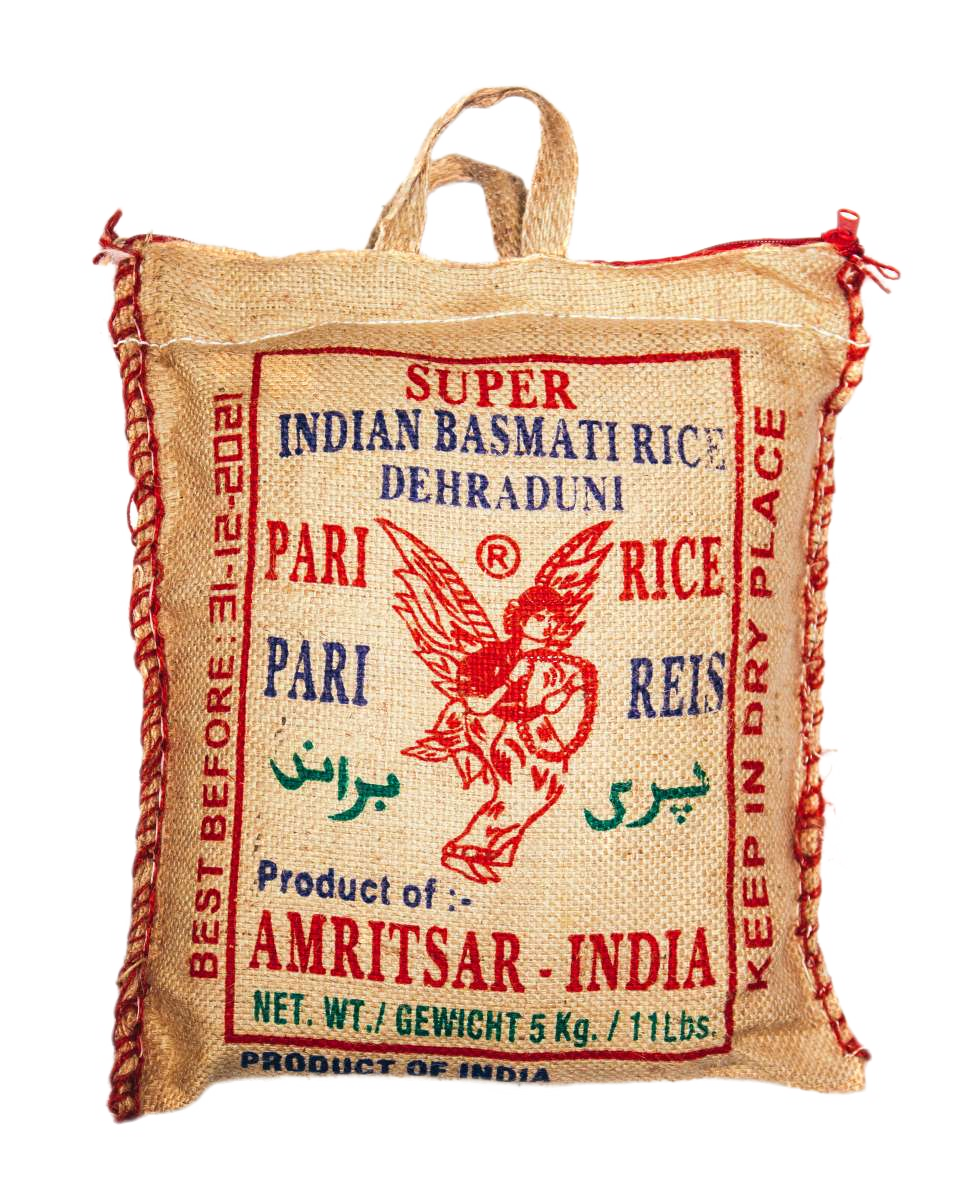 SUPER
INDIAN BASMATI RICE
DEHRADUNI
PARI ® RICE
PARI REIS
پری براند
Product of :-
AMRITSAR - INDIA
NET. WT./ GEWICHT 5 Kg. / 11Lbs.
PRODUCT OF INDIA
BEST BEFORE : 31-12-2021
KEEP IN DRY PLACE